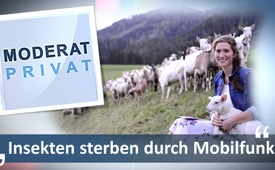 MODERAT
PRIVAT
„Insekten sterben durch Mobilfunk“